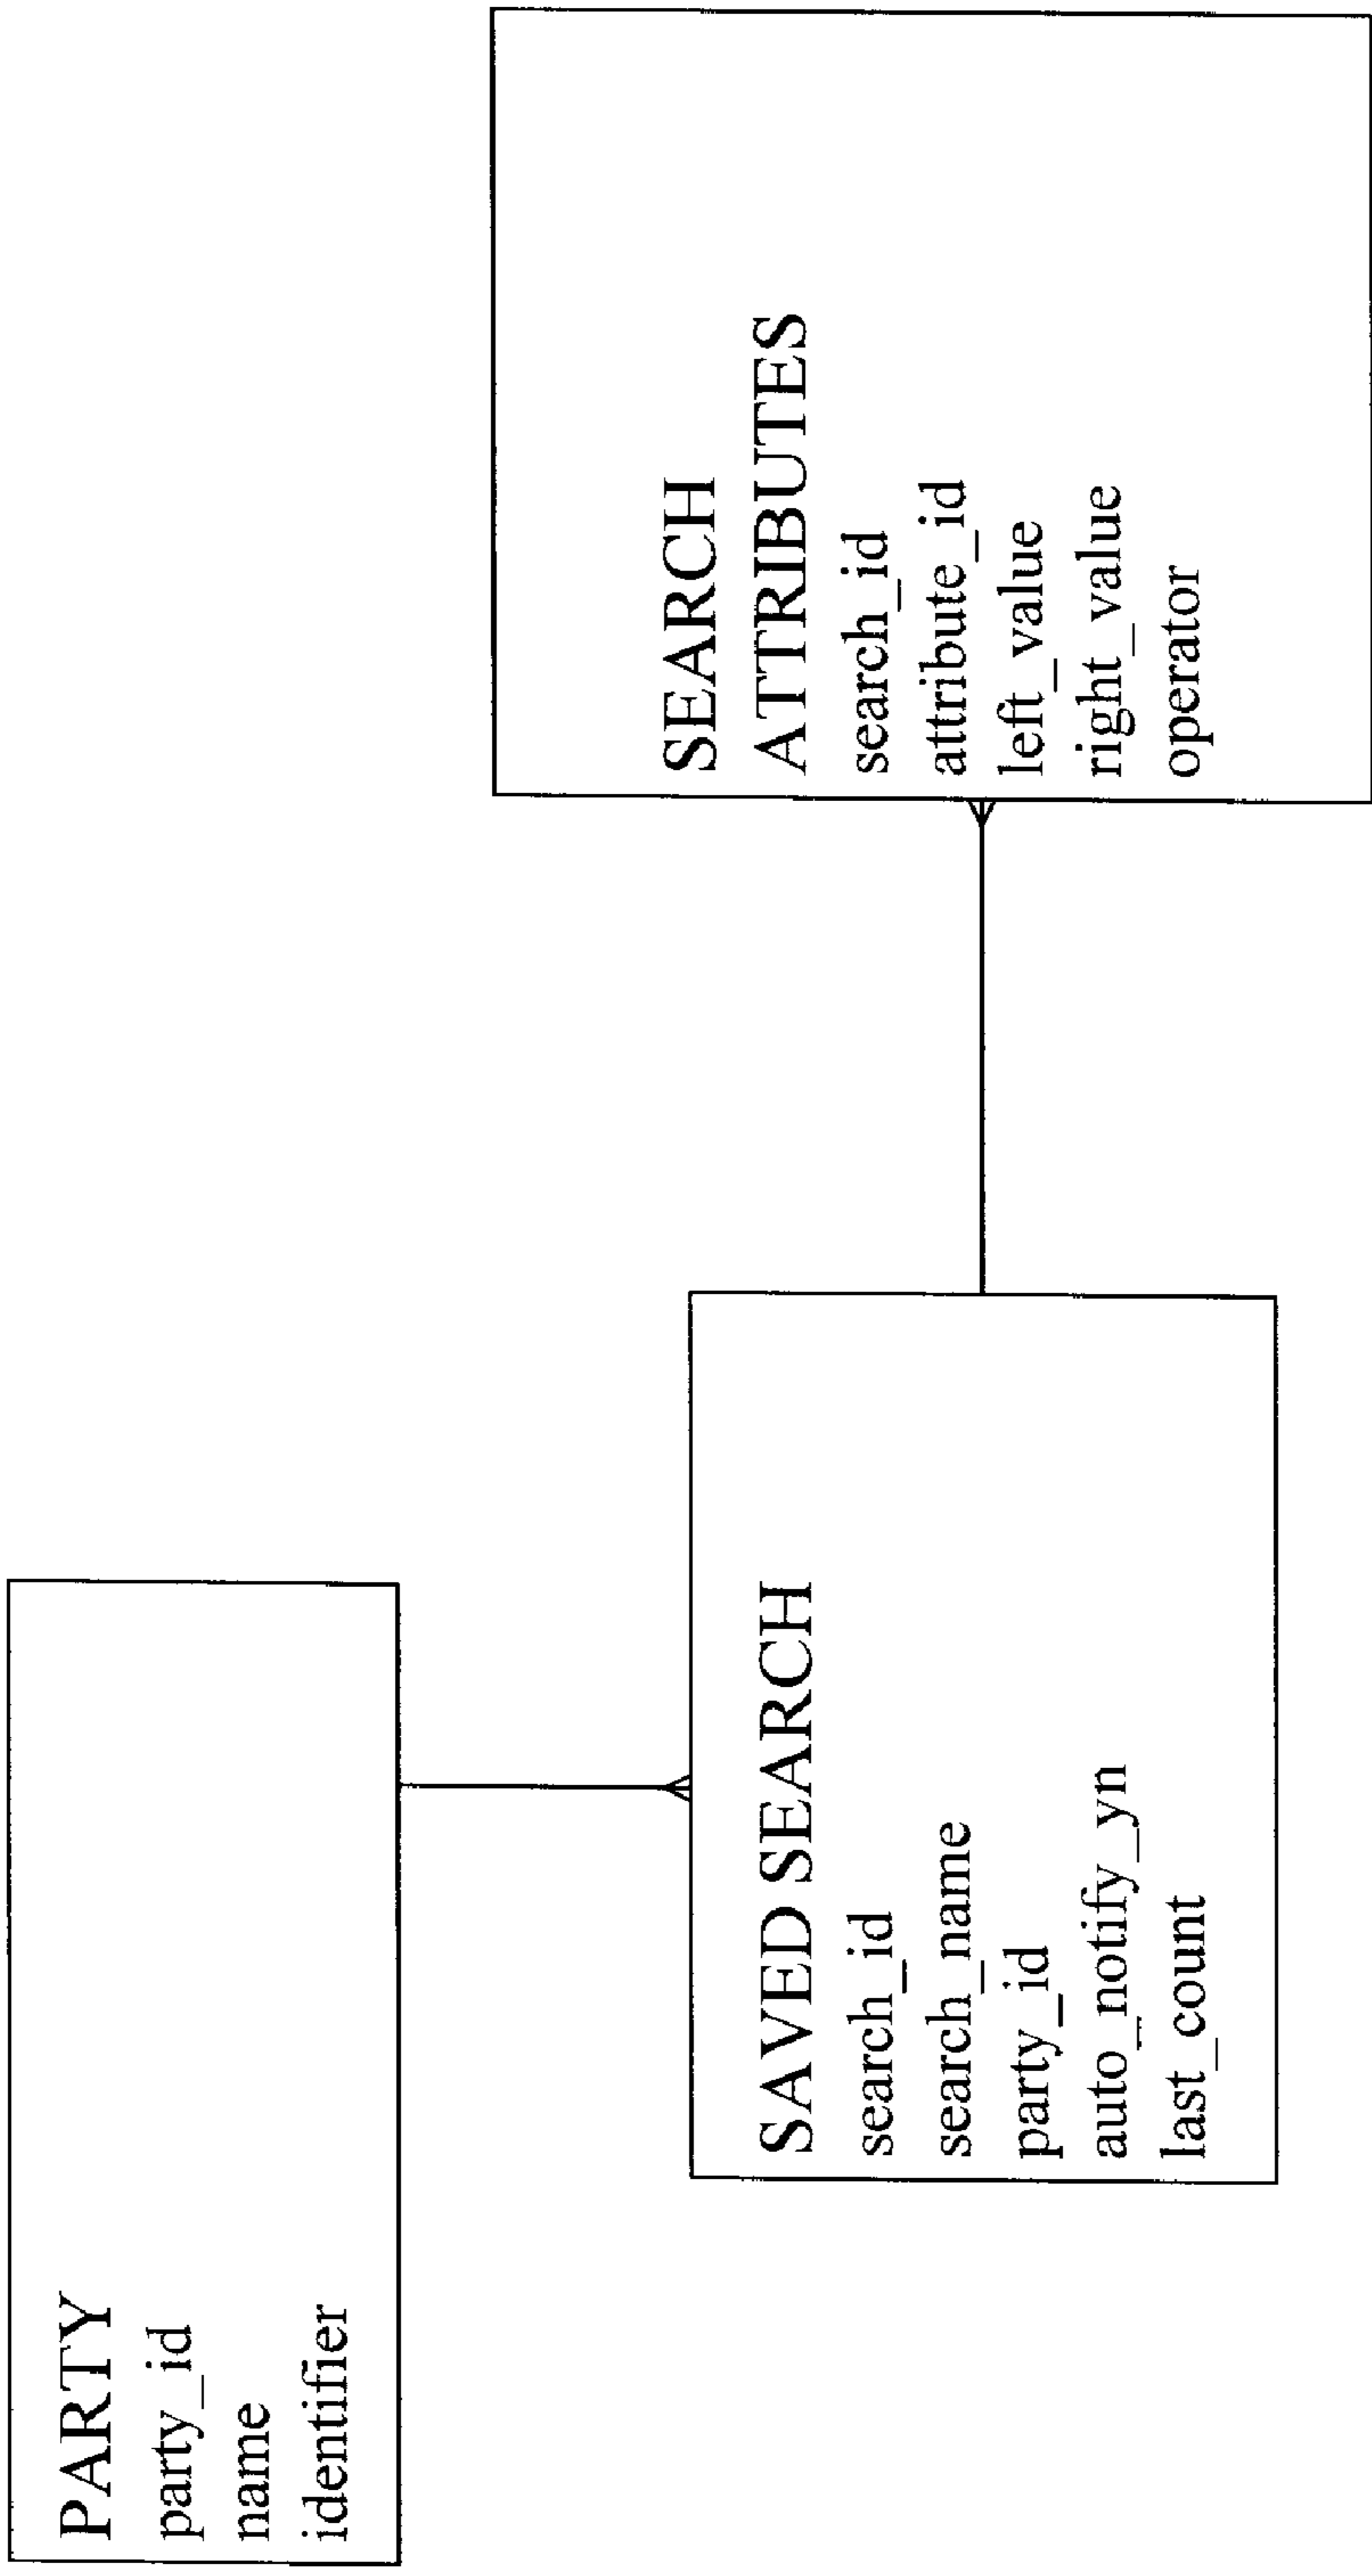 PARTY
party_id
name
identifier
SAVED SEARCH
search_id
search_name
party_id
auto_notify_yn
last_count
SEARCH
ATTRIBUTES
search_id
attribute_id
left_value
right_value
operator